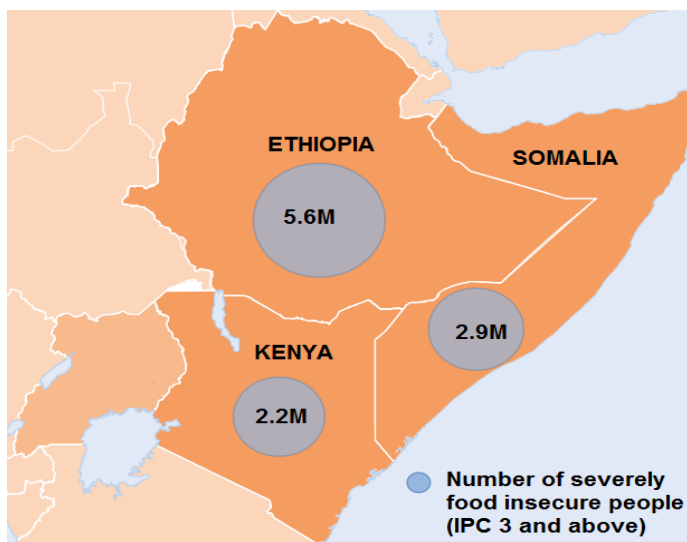 ETHIOPIA
SOMALIA
5.6M
2.9M
KENYA
2.2M
Number of severely
food insecure people
(IPC 3 and above)